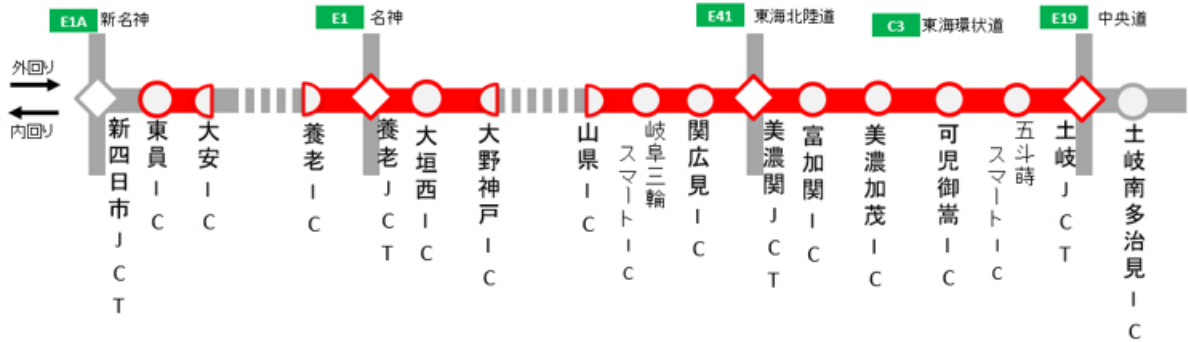 E1A 新名神
E1 名神
E41 東海北陸道
C3 東海環状道
E19 中央道
外回り
内回り
新四日市JCT
東員IC
大安IC
養老IC
養老JCT
大垣西IC
大野神戸IC
山県IC
岐阜三輪
スマートIC
関広見IC
美濃関JCT
富加関IC
美濃加茂IC
可児御嵩IC
五斗蒔
スマートIC
土岐JCT
土岐南多治見IC